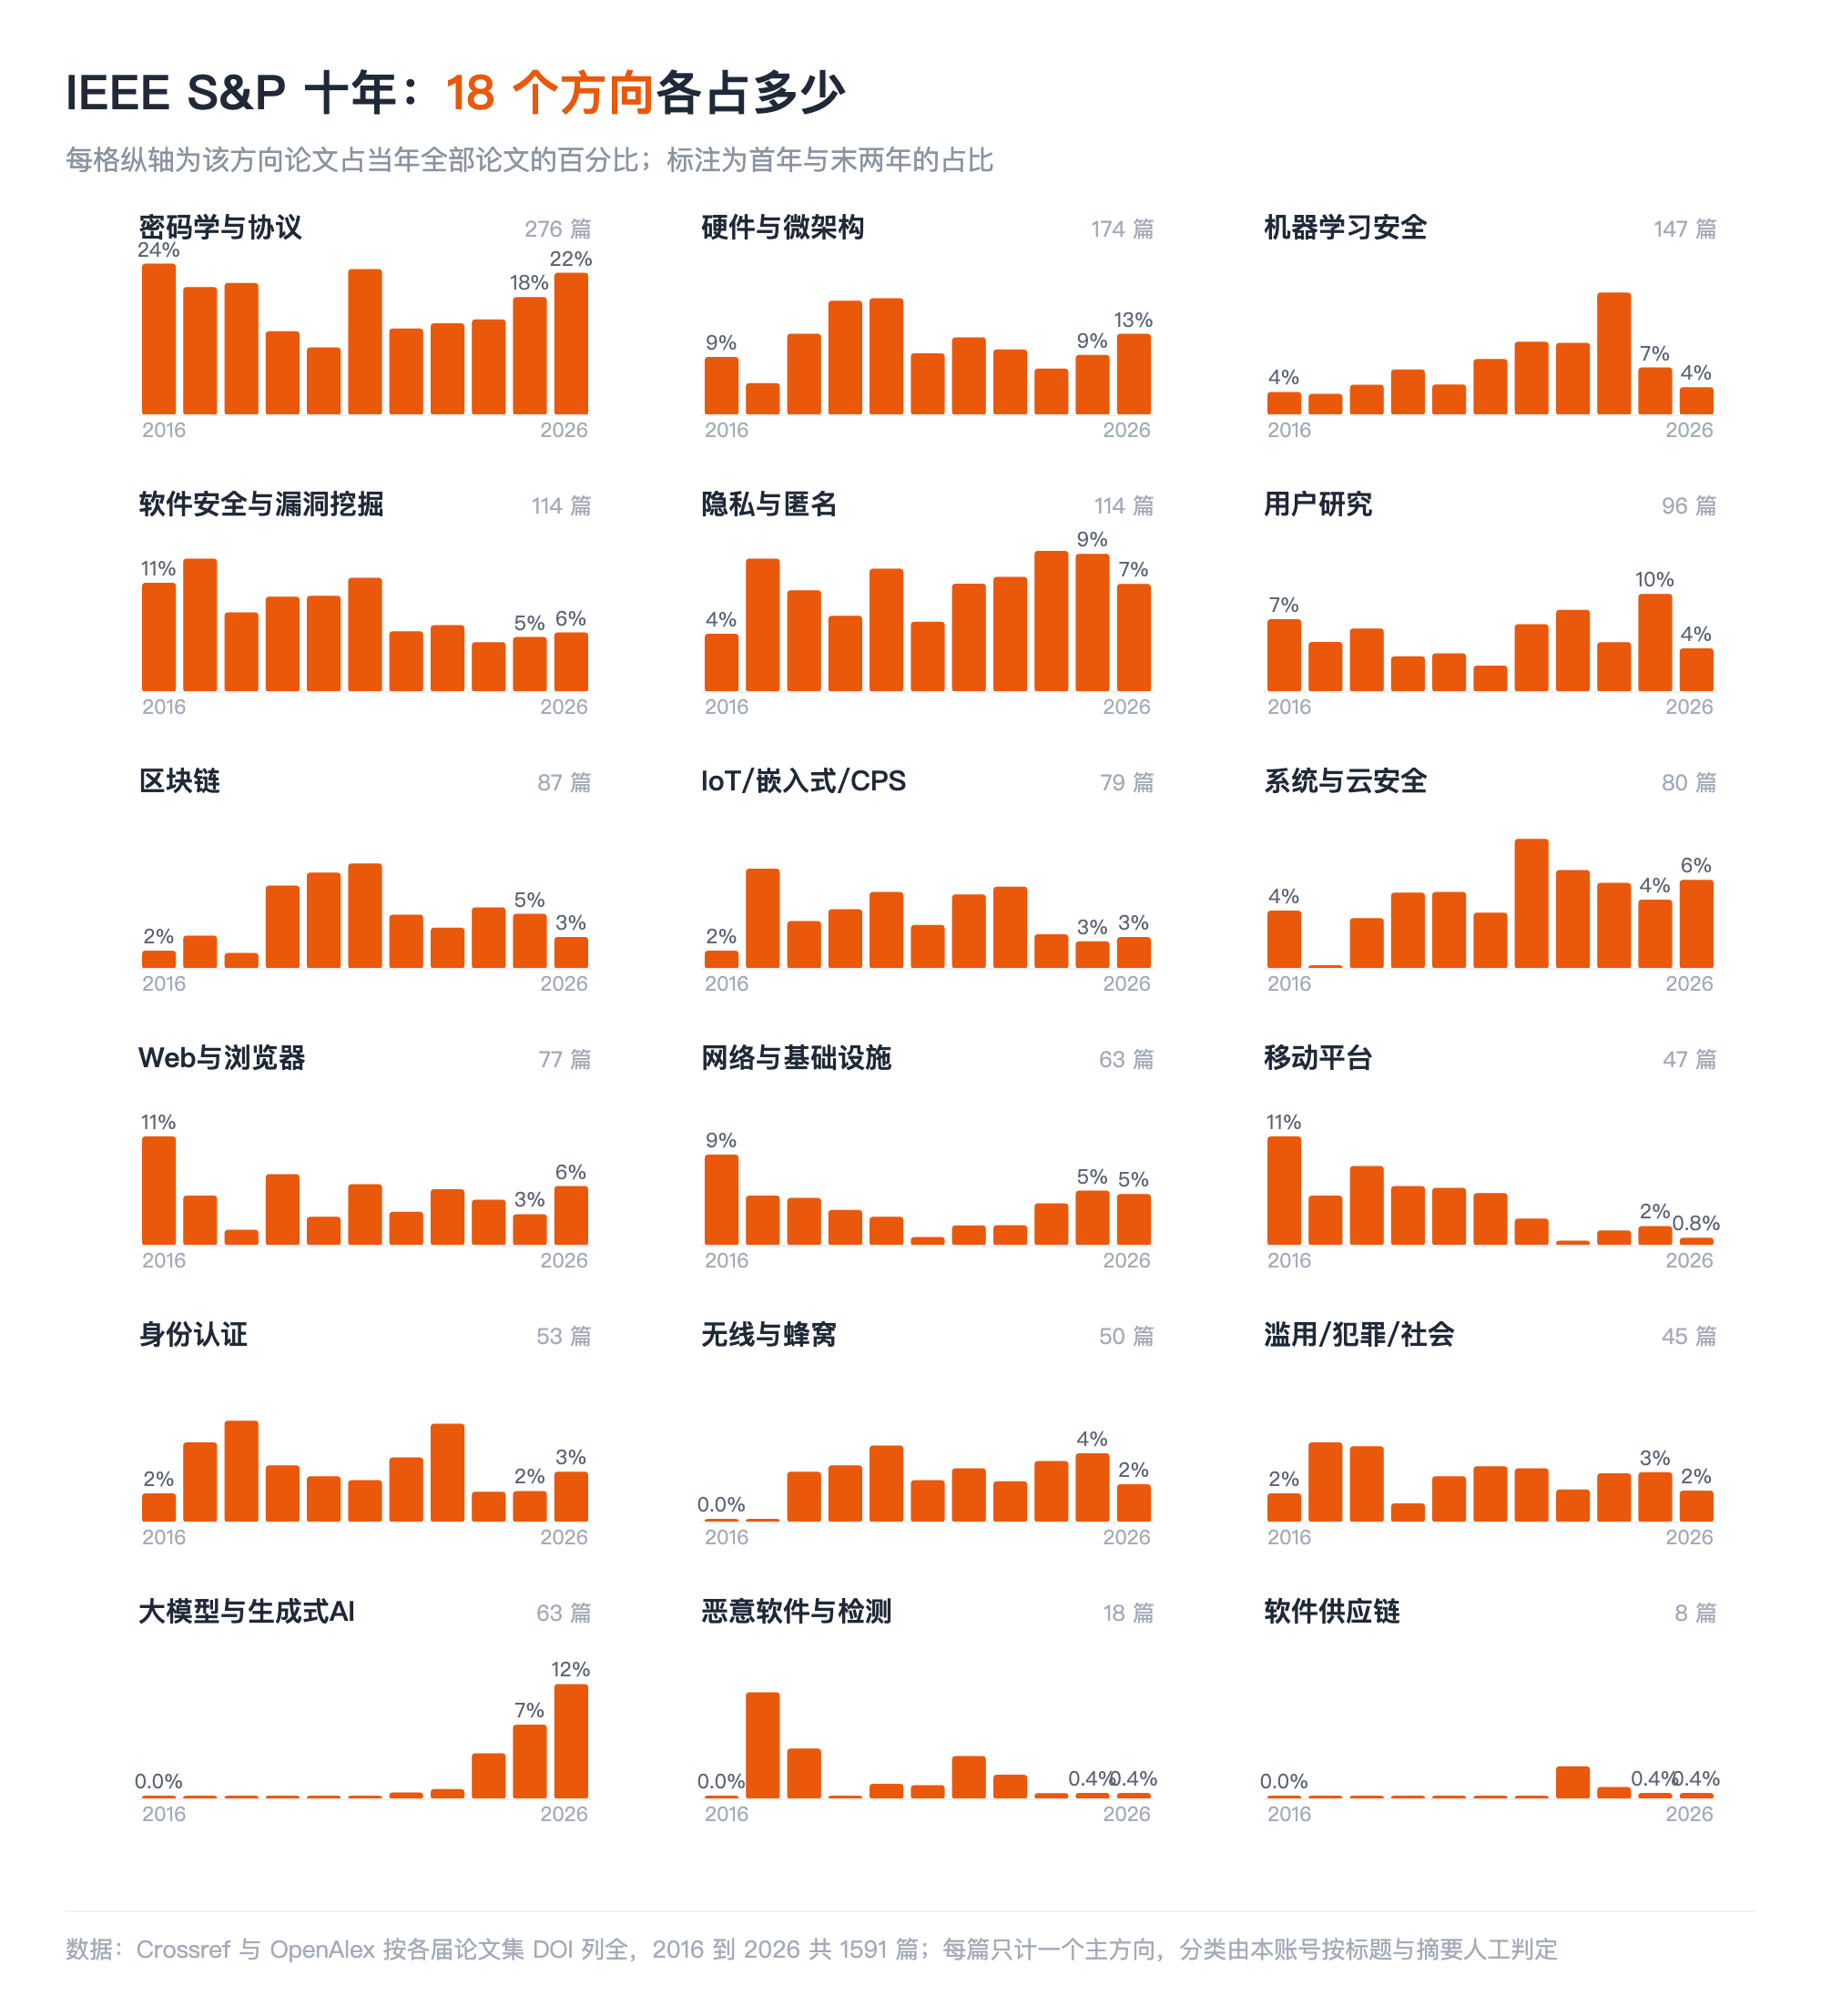 IEEE S&P 十年：18 个方向各占多少
每格纵轴为该方向论文占当年全部论文的百分比；标注为首年与末两年的占比
密码学与协议 276 篇
24% 18% 22%
2016 2026
硬件与微架构 174 篇
9% 9% 13%
2016 2026
机器学习安全 147 篇
4% 7% 4%
2016 2026
软件安全与漏洞挖掘 114 篇
11% 5% 6%
2016 2026
隐私与匿名 114 篇
4% 9% 7%
2016 2026
用户研究 96 篇
7% 10% 4%
2016 2026
区块链 87 篇
2% 5% 3%
2016 2026
IoT/嵌入式/CPS 79 篇
2% 3% 3%
2016 2026
系统与云安全 80 篇
4% 4% 6%
2016 2026
Web与浏览器 77 篇
11% 3% 6%
2016 2026
网络与基础设施 63 篇
9% 5% 5%
2016 2026
移动平台 47 篇
11% 2% 0.8%
2016 2026
身份认证 53 篇
2% 2% 3%
2016 2026
无线与蜂窝 50 篇
0.0% 4% 2%
2016 2026
滥用/犯罪/社会 45 篇
2% 3% 2%
2016 2026
大模型与生成式AI 63 篇
0.0% 7% 12%
2016 2026
恶意软件与检测 18 篇
0.0% 0.4% 0.4%
2016 2026
软件供应链 8 篇
0.0% 0.4% 0.4%
2016 2026
数据：Crossref 与 OpenAlex 按各届论文集 DOI 列全，2016 到 2026 共 1591 篇；每篇只计一个主方向，分类由本账号按标题与摘要人工判定